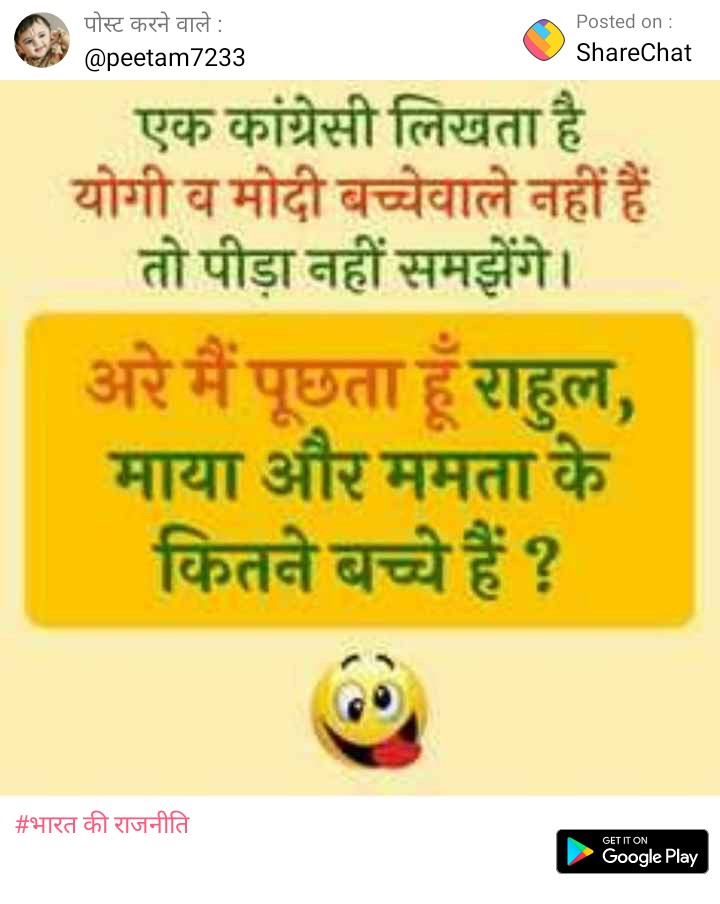 पोस्ट करने वाले :
@peetam7233
Posted on :
ShareChat
एक कांग्रेसी लिखता है
योगी व मोदी बच्चेवाले नहीं हैं
तो पीड़ा नहीं समझेंगे।
अरे मैं पूछता हूँ राहुल,
माया और ममता के
कितने बच्चे हैं ?
#भारत की राजनीति
GET IT ON
Google Play